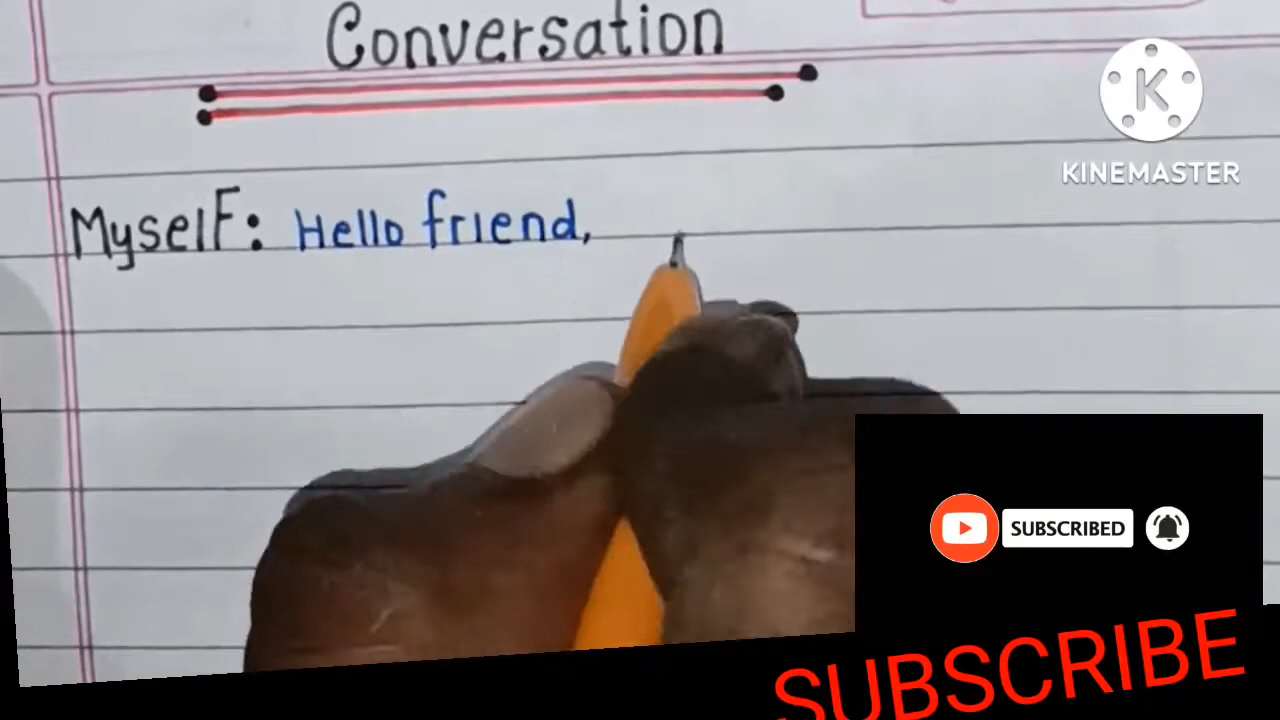 Conversation
K
KINEMASTER
MyselF: Hello friend,
SUBSCRIBED
SUBSCRIBE